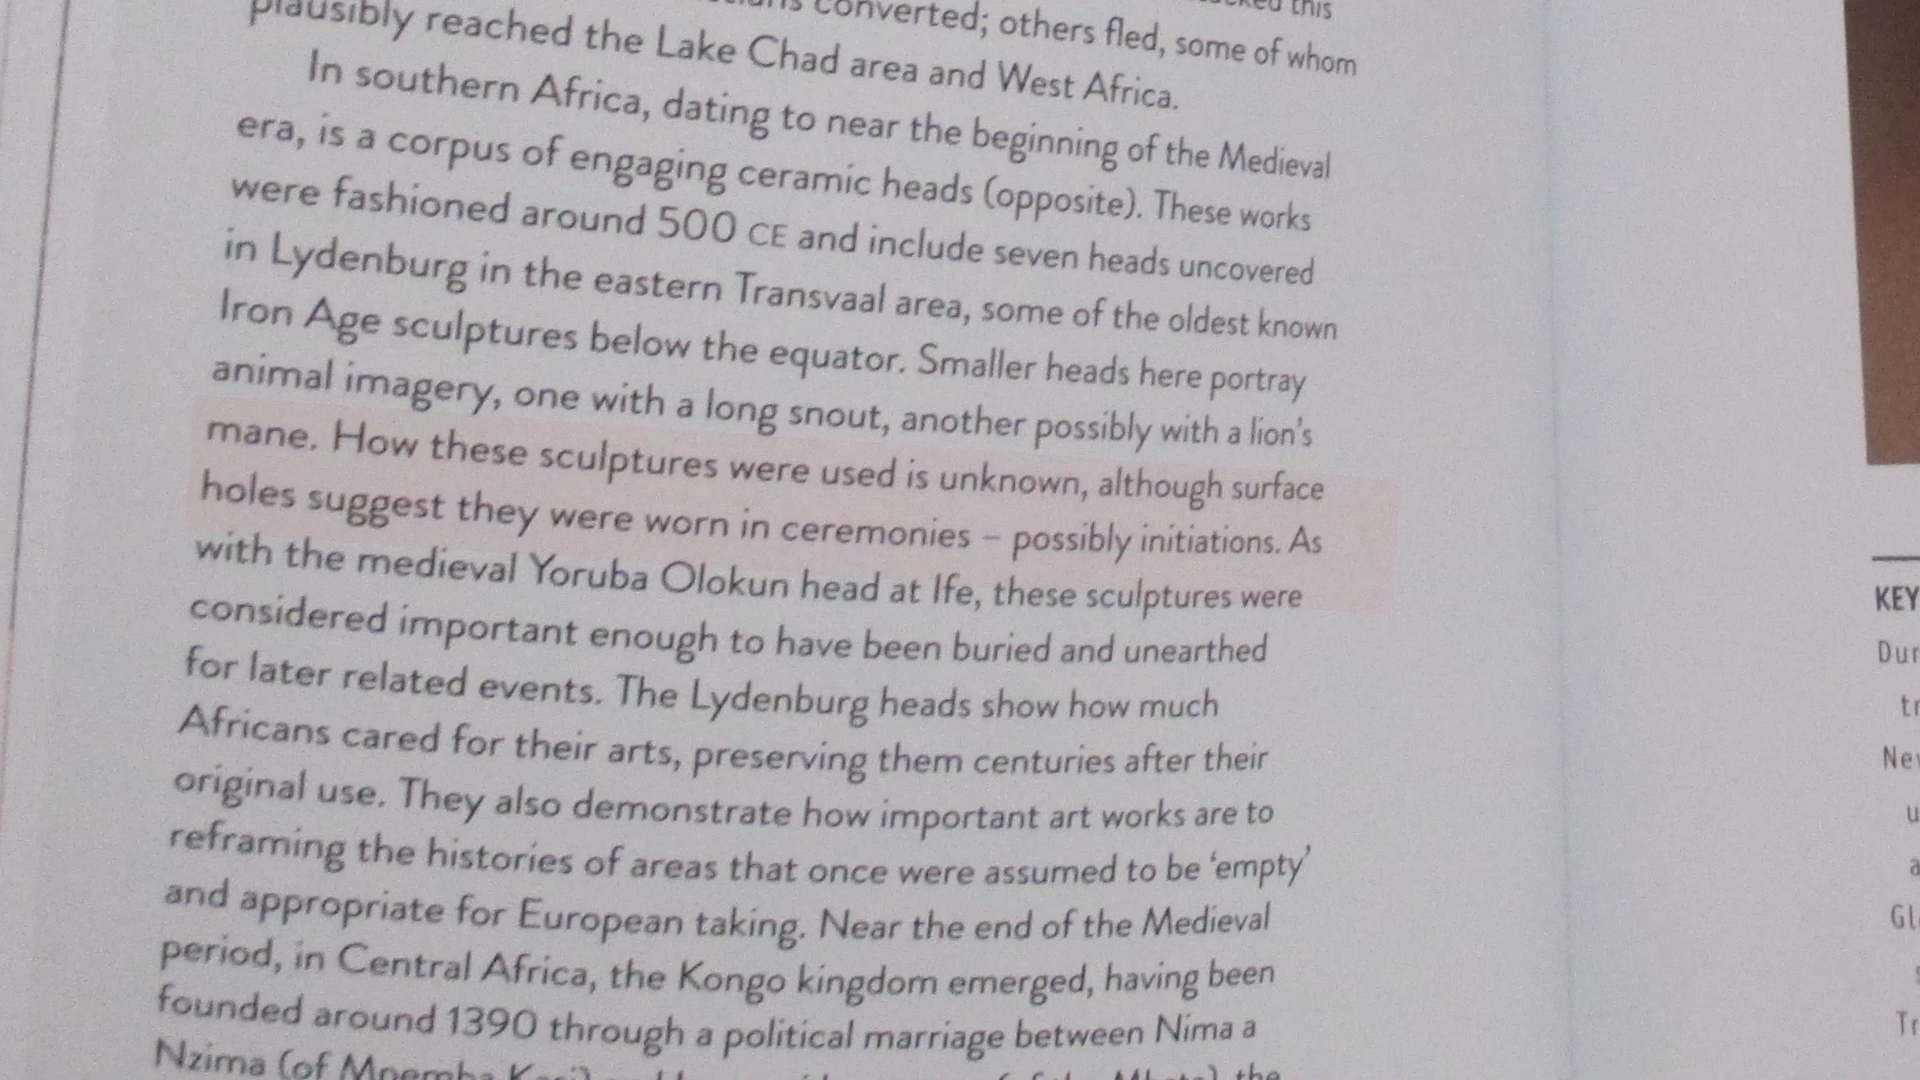 converted; others fled, some of whom
plausibly reached the Lake Chad area and West Africa.
In southern Africa, dating to near the beginning of the Medieval
era, is a corpus of engaging ceramic heads (opposite). These works
were fashioned around 500 CE and include seven heads uncovered
in Lydenburg in the eastern Transvaal area, some of the oldest known
Iron Age sculptures below the equator. Smaller heads here portray
animal imagery, one with a long snout, another possibly with a lion's
mane. How these sculptures were used is unknown, although surface
holes suggest they were worn in ceremonies – possibly initiations. As
with the medieval Yoruba Olokun head at Ife, these sculptures were
considered important enough to have been buried and unearthed
for later related events. The Lydenburg heads show how much
Africans cared for their arts, preserving them centuries after their
original use. They also demonstrate how important art works are to
reframing the histories of areas that once were assumed to be ‘empty’
and appropriate for European taking. Near the end of the Medieval
period, in Central Africa, the Kongo kingdom emerged, having been
founded around 1390 through a political marriage between Nima a
Nzima (of the
KEY